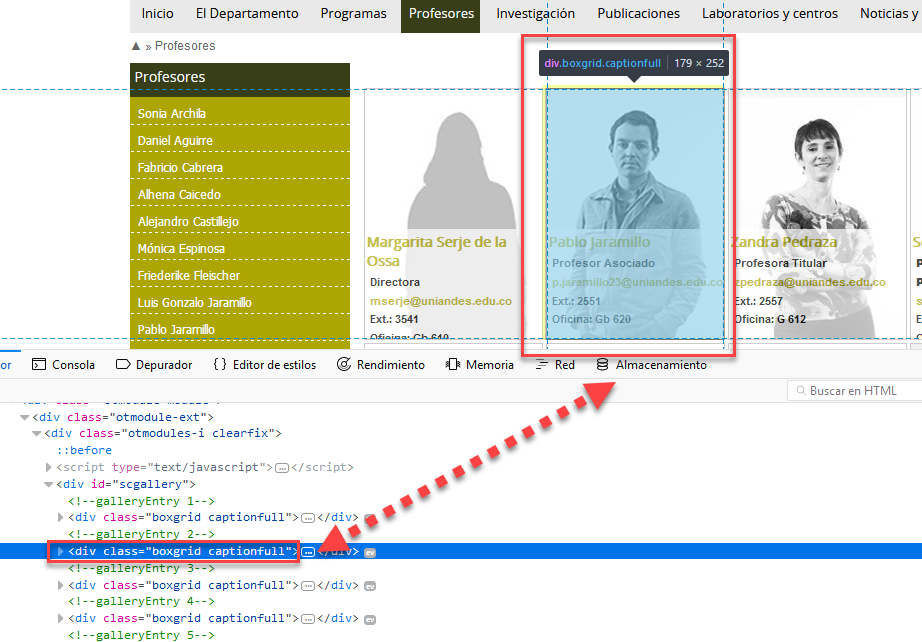 Inicio El Departamento Programas Profesores Investigación Publicaciones Laboratorios y centros Noticias y
▲ » Profesores
Profesores
Sonia Archila
Daniel Aguirre
Fabricio Cabrera
Alhena Caicedo
Alejandro Castillejo
Mónica Espinosa
Friederike Fleischer
Luis Gonzalo Jaramillo
Pablo Jaramillo
div.boxgrid.captionfull 179 × 252
Margarita Serje de la
Ossa
Directora
mserje@uniandes.edu.co
Ext.: 3541
Oficina: Gb 610
Pablo Jaramillo
Profesor Asociado
p.jaramillo23@uniandes.edu.co
Ext.: 2551
Oficina: Gb 620
Zandra Pedraza
Profesora Titular
zpedraza@uniandes.edu.co
Ext.: 2557
Oficina: G 612
or Consola Depurador { } Editor de estilos Rendimiento Memoria Red Almacenamiento
Buscar en HTML
<div class="otmodule-ext">
<div class="otmodules-i clearfix">
::before
<script type="text/javascript">…</script>
<div id="scgallery">
<!--galleryEntry 1-->
<div class="boxgrid captionfull">…</div> ev
<!--galleryEntry 2-->
<div class="boxgrid captionfull">…</div> ev
<!--galleryEntry 3-->
<div class="boxgrid captionfull">…</div> ev
<!--galleryEntry 4-->
<div class="boxgrid captionfull">…</div> ev
<!--galleryEntry 5-->